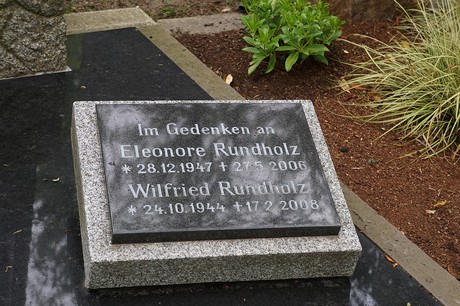 Im Gedenken an
Eleonore Rundholz
* 28.12.1947 + 27.5.2006
Wilfried Rundholz
* 24.10.1944 + 17.2.2008